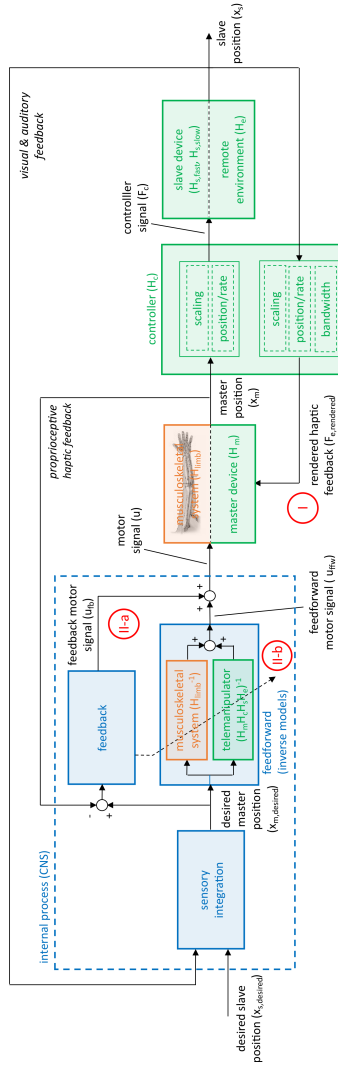 visual & auditory
feedback
proprioceptive
haptic feedback
internal process (CNS)
desired slave
position (xs,desired)
sensory
integration
desired
master
position
(xm,desired)
-
+
feedback
feedback motor
signal (ufb)
II-a
musculoskeletal
system (Hlimb-1)
telemanipulator
(HmHcHsHe)-1
feedforward
(inverse models)
II-b
+
+
+
+
feedforward
motor signal (uffw)
motor
signal (u)
musculoskeletal
system (Hlimb)
master device (Hm)
I
rendered haptic
feedback (Fe,rendered)
master
position
(xm)
controller (Hc)
scaling
position/rate
scaling
position/rate
bandwidth
controlller
signal (Fc)
slave device
(Hs,fast, Hs,slow)
remote
environment (He)
slave
position (xs)